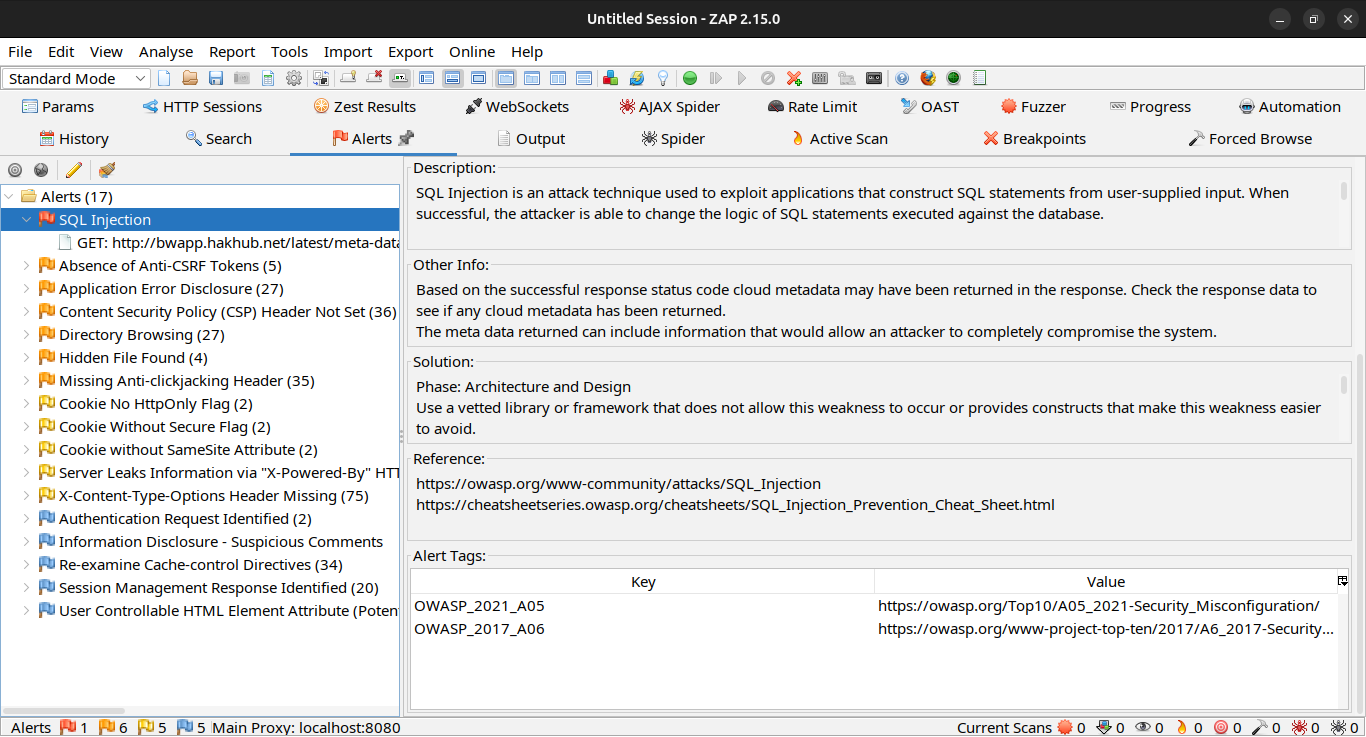 Untitled Session - ZAP 2.15.0
File Edit View Analyse Report Tools Import Export Online Help
Standard Mode
Params HTTP Sessions Zest Results WebSockets AJAX Spider Rate Limit OAST Fuzzer Progress Automation
History Search Alerts Output Spider Active Scan Breakpoints Forced Browse
Alerts (17)
SQL Injection
GET: http://bwapp.hakhub.net/latest/meta-data
Absence of Anti-CSRF Tokens (5)
Application Error Disclosure (27)
Content Security Policy (CSP) Header Not Set (36)
Directory Browsing (27)
Hidden File Found (4)
Missing Anti-clickjacking Header (35)
Cookie No HttpOnly Flag (2)
Cookie Without Secure Flag (2)
Cookie without SameSite Attribute (2)
Server Leaks Information via "X-Powered-By" HTT
X-Content-Type-Options Header Missing (75)
Authentication Request Identified (2)
Information Disclosure - Suspicious Comments
Re-examine Cache-control Directives (34)
Session Management Response Identified (20)
User Controllable HTML Element Attribute (Poten
Description:
SQL Injection is an attack technique used to exploit applications that construct SQL statements from user-supplied input. When
successful, the attacker is able to change the logic of SQL statements executed against the database.
Other Info:
Based on the successful response status code cloud metadata may have been returned in the response. Check the response data to
see if any cloud metadata has been returned.
The meta data returned can include information that would allow an attacker to completely compromise the system.
Solution:
Phase: Architecture and Design
Use a vetted library or framework that does not allow this weakness to occur or provides constructs that make this weakness easier
to avoid.
Reference:
https://owasp.org/www-community/attacks/SQL_Injection
https://cheatsheetseries.owasp.org/cheatsheets/SQL_Injection_Prevention_Cheat_Sheet.html
Alert Tags:
Key Value
OWASP_2021_A05 https://owasp.org/Top10/A05_2021-Security_Misconfiguration/
OWASP_2017_A06 https://owasp.org/www-project-top-ten/2017/A6_2017-Security...
Alerts 1 6 5 5 Main Proxy: localhost:8080 Current Scans 0 0 0 0 0 0 0 0